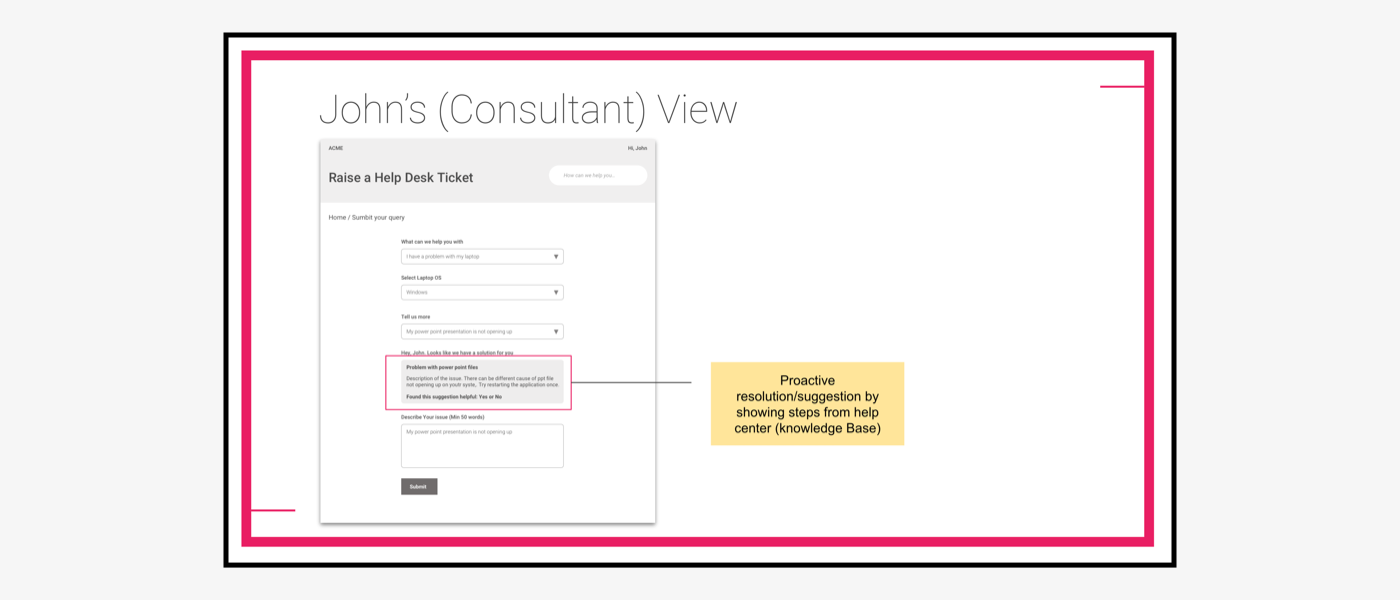 John's (Consultant) View
ACME
Hi, John
Raise a Help Desk Ticket
How can we help you..
Home / Sumbit your query
What can we help you with
I have a problem with my laptop
Select Laptop OS
Windows
Tell us more
My power point presentation is not opening up
Hey, John. Looks like we have a solution for you
Problem with power point files
Description of the issue. There can be different cause of ppt file
not opening up on youtr syste,. Try restarting the application once.
Found this suggestion helpful: Yes or No
Describe Your issue (Min 50 words)
My power point presentation is not opening up
Submit
Proactive
resolution/suggestion by
showing steps from help
center (knowledge Base)